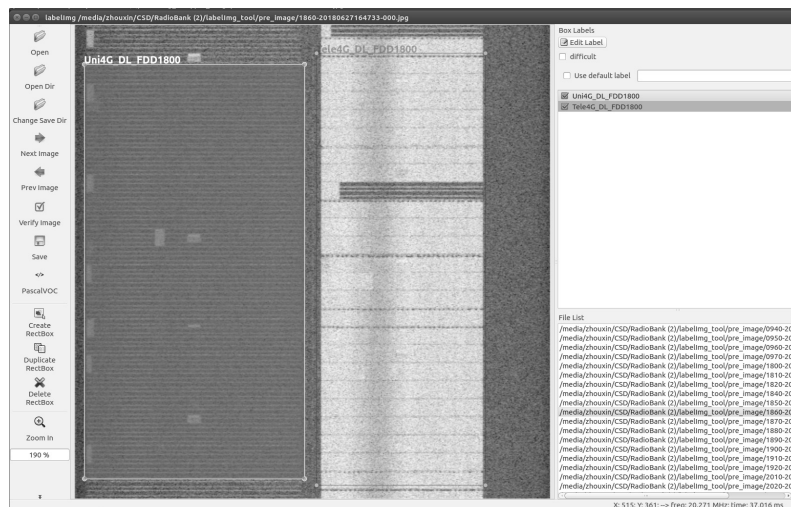 labelImg /media/zhouxin/CSD/RadioBank (2)/labelImg_tool/pre_image/1860-20180627164733-000.jpg
Open
Open Dir
Change Save Dir
Next Image
Prev Image
Verify Image
Save
</>
PascalVOC
Create
RectBox
Duplicate
RectBox
Delete
RectBox
Zoom In
190 %
Uni4G_DL_FDD1800
Tele4G_DL_FDD1800
Box Labels
Edit Label
difficult
Use default label
Uni4G_DL_FDD1800
Tele4G_DL_FDD1800
File List
/media/zhouxin/CSD/RadioBank (2)/labelImg_tool/pre_image/0940-20
/media/zhouxin/CSD/RadioBank (2)/labelImg_tool/pre_image/0950-20
/media/zhouxin/CSD/RadioBank (2)/labelImg_tool/pre_image/0960-20
/media/zhouxin/CSD/RadioBank (2)/labelImg_tool/pre_image/0970-20
/media/zhouxin/CSD/RadioBank (2)/labelImg_tool/pre_image/1800-20
/media/zhouxin/CSD/RadioBank (2)/labelImg_tool/pre_image/1810-20
/media/zhouxin/CSD/RadioBank (2)/labelImg_tool/pre_image/1820-20
/media/zhouxin/CSD/RadioBank (2)/labelImg_tool/pre_image/1840-20
/media/zhouxin/CSD/RadioBank (2)/labelImg_tool/pre_image/1850-20
/media/zhouxin/CSD/RadioBank (2)/labelImg_tool/pre_image/1860-20
/media/zhouxin/CSD/RadioBank (2)/labelImg_tool/pre_image/1870-20
/media/zhouxin/CSD/RadioBank (2)/labelImg_tool/pre_image/1880-20
/media/zhouxin/CSD/RadioBank (2)/labelImg_tool/pre_image/1890-20
/media/zhouxin/CSD/RadioBank (2)/labelImg_tool/pre_image/1900-20
/media/zhouxin/CSD/RadioBank (2)/labelImg_tool/pre_image/1910-20
/media/zhouxin/CSD/RadioBank (2)/labelImg_tool/pre_image/1920-20
/media/zhouxin/CSD/RadioBank (2)/labelImg_tool/pre_image/2010-20
/media/zhouxin/CSD/RadioBank (2)/labelImg_tool/pre_image/2020-20
X: 515; Y: 361; --> freq: 20.271 MHz; time: 37.016 ms